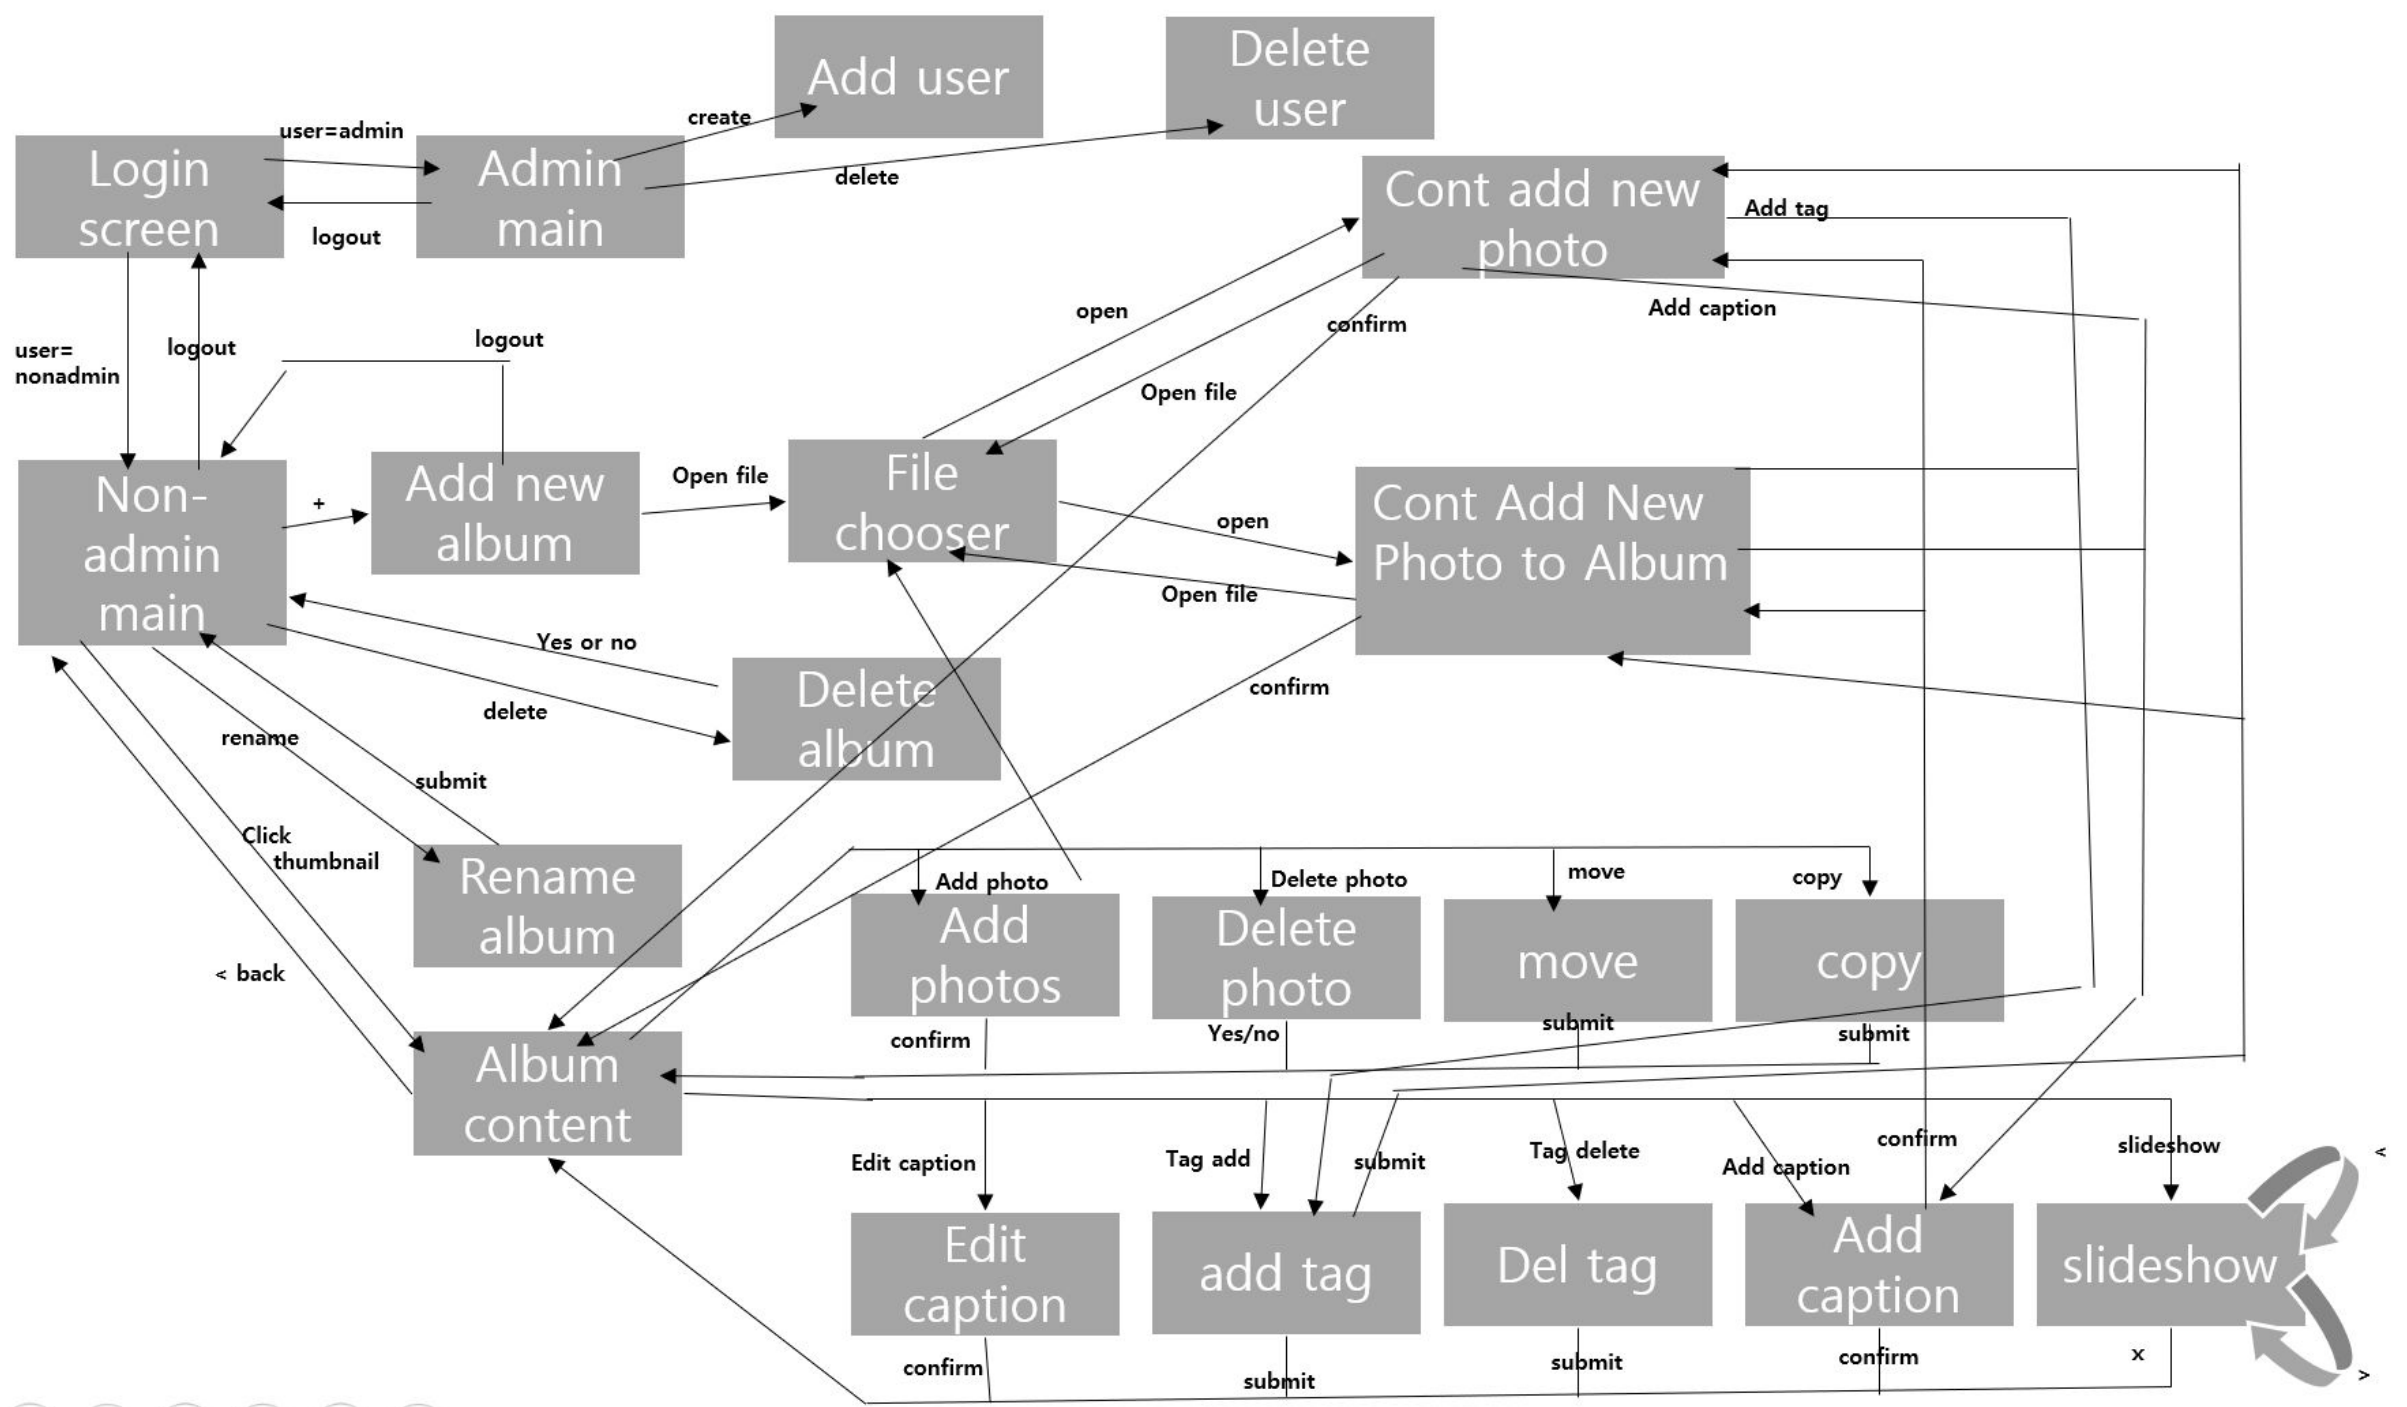 Add user
Delete
user
create
user=admin
Login
screen
Admin
main
delete
logout
Cont add new
photo
Add tag
Add caption
open
confirm
Open file
user=
nonadmin
logout
logout
Non-
admin
main
+
Add new
album
Open file
File
chooser
open
Open file
Cont Add New
Photo to Album
Yes or no
delete
Delete
album
confirm
rename
submit
Click
thumbnail
Rename
album
< back
Add photo
Delete photo
move
copy
Add
photos
Delete
photo
move
copy
confirm
Yes/no
submit
submit
Album
content
Edit caption
Tag add
submit
Tag delete
Add caption
confirm
slideshow
<
Edit
caption
add tag
Del tag
Add
caption
slideshow
confirm
submit
submit
confirm
x
>